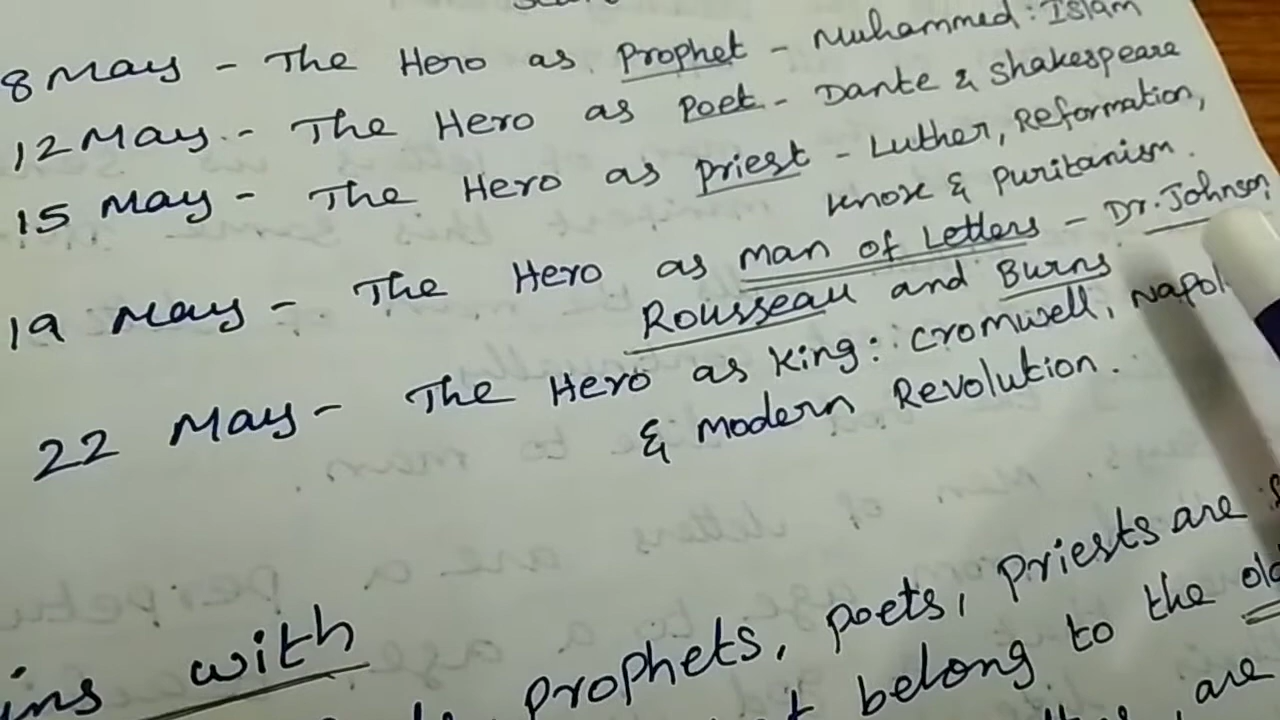 8 May - The Hero as Prophet - Muhammed: Islam
12 May - The Hero as Poet - Dante & Shakespeare
15 May - The Hero as Priest - Luther, Reformation,
Knox & Puritanism.
19 May - The Hero as man of Letters - Dr. Johnson,
Rousseau and Burns
22 May - The Hero as King: Cromwell, Napol
& modern Revolution.
ins with
prophets, poets, priests are
belong to the old
are